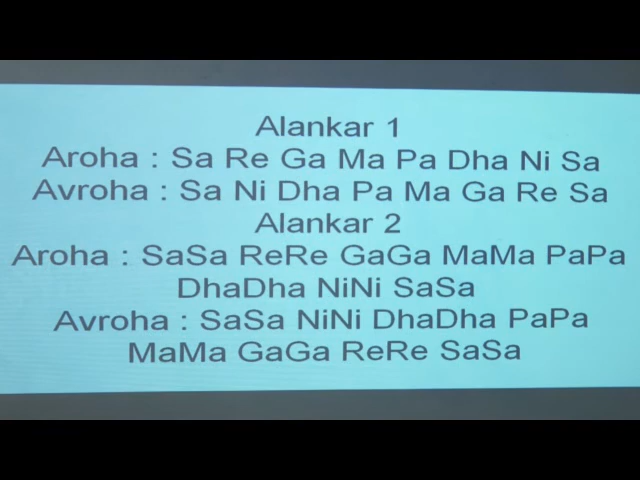 Alankar 1
Aroha : Sa Re Ga Ma Pa Dha Ni Sa
Avroha : Sa Ni Dha Pa Ma Ga Re Sa
Alankar 2
Aroha : SaSa ReRe GaGa MaMa PaPa
DhaDha NiNi SaSa
Avroha : SaSa NiNi DhaDha PaPa
MaMa GaGa ReRe SaSa